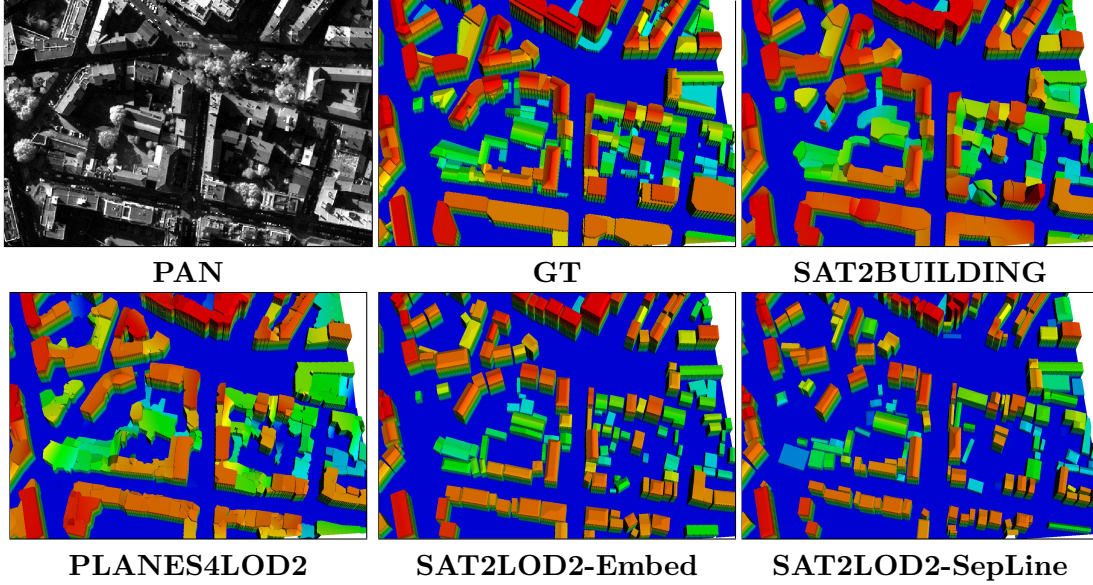 PAN
GT
SAT2BUILDING
PLANES4LOD2
SAT2LOD2-Embed
SAT2LOD2-SepLine